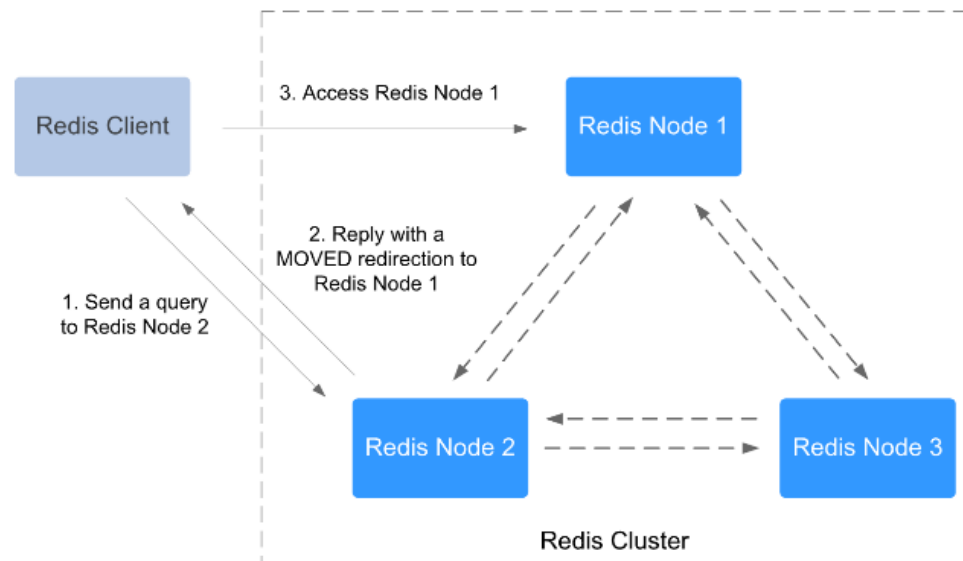 Redis Client
3. Access Redis Node 1
Redis Node 1
2. Reply with a
MOVED redirection to
Redis Node 1
1. Send a query
to Redis Node 2
Redis Node 2
Redis Node 3
Redis Cluster